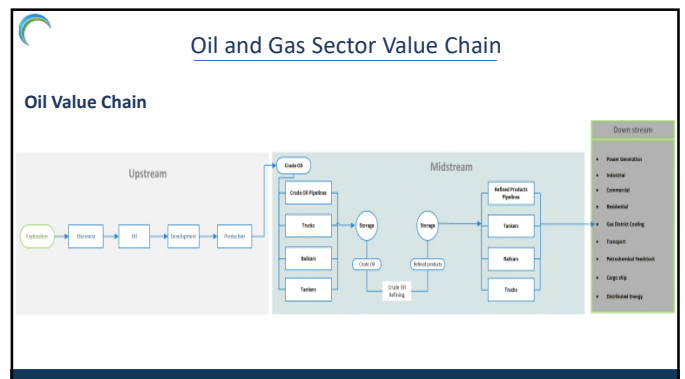 Oil and Gas Sector Value Chain
Oil Value Chain
Upstream
Exploration
Discovery
Oil
Development
Production
Midstream
Crude Oil
Crude Oil Pipelines
Trucks
Railcars
Tankers
Storage
Crude Oil
Crude Oil
Refining
Storage
Refined products
Refined Products
Pipelines
Tankers
Railcars
Trucks
Down stream
• Power Generation
• Industrial
• Commercial
• Residential
• Gas District Cooling
• Transport
• Petrochemical Feedstock
• Cargo ship
• Distributed Energy